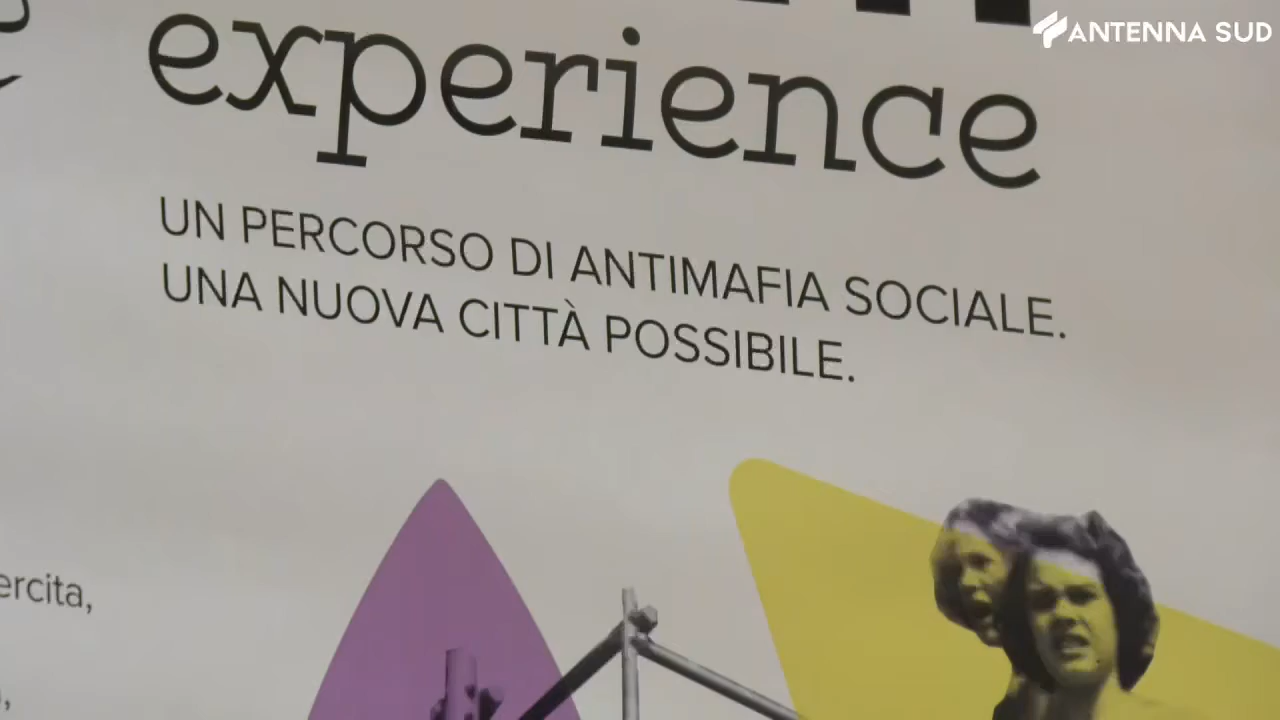 ANTENNA SUD
experience
UN PERCORSO DI ANTIMAFIA SOCIALE.
UNA NUOVA CITTÀ POSSIBILE.
ercita,